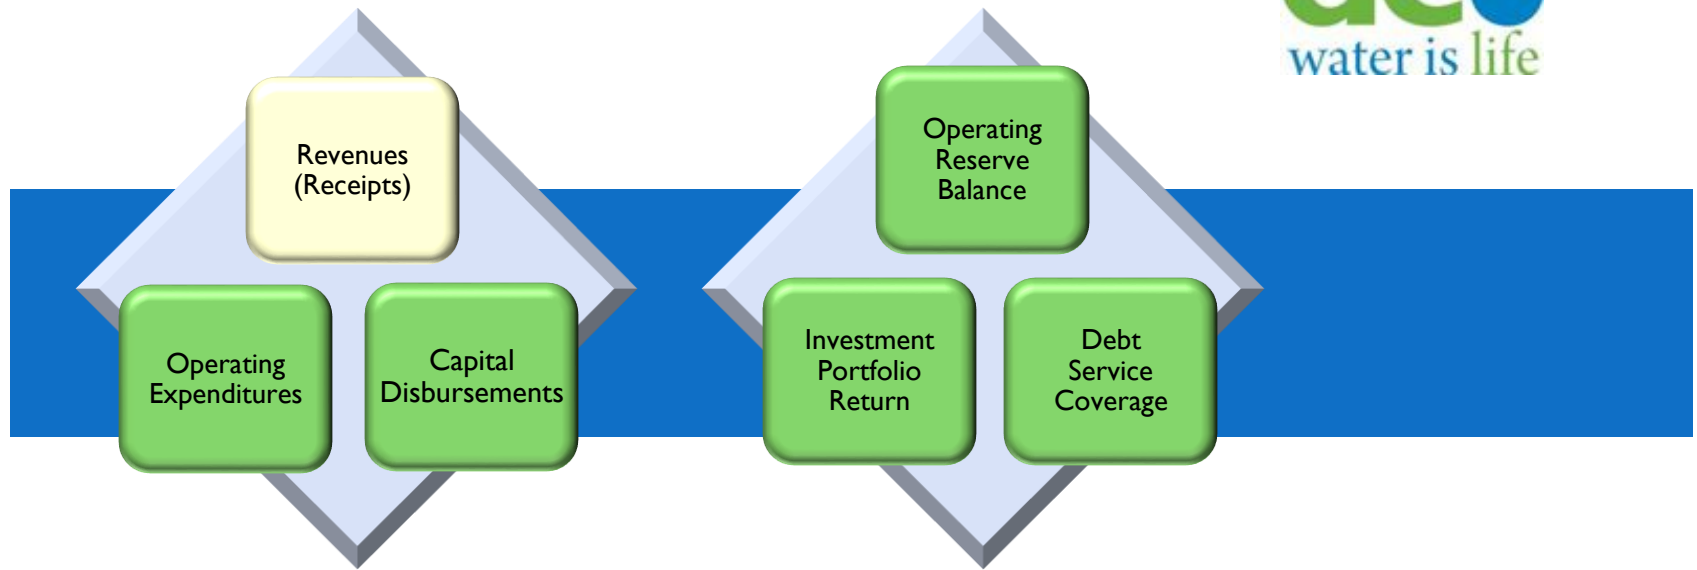 water is life
Revenues
(Receipts)
Operating
Expenditures
Capital
Disbursements
Operating
Reserve
Balance
Investment
Portfolio
Return
Debt
Service
Coverage